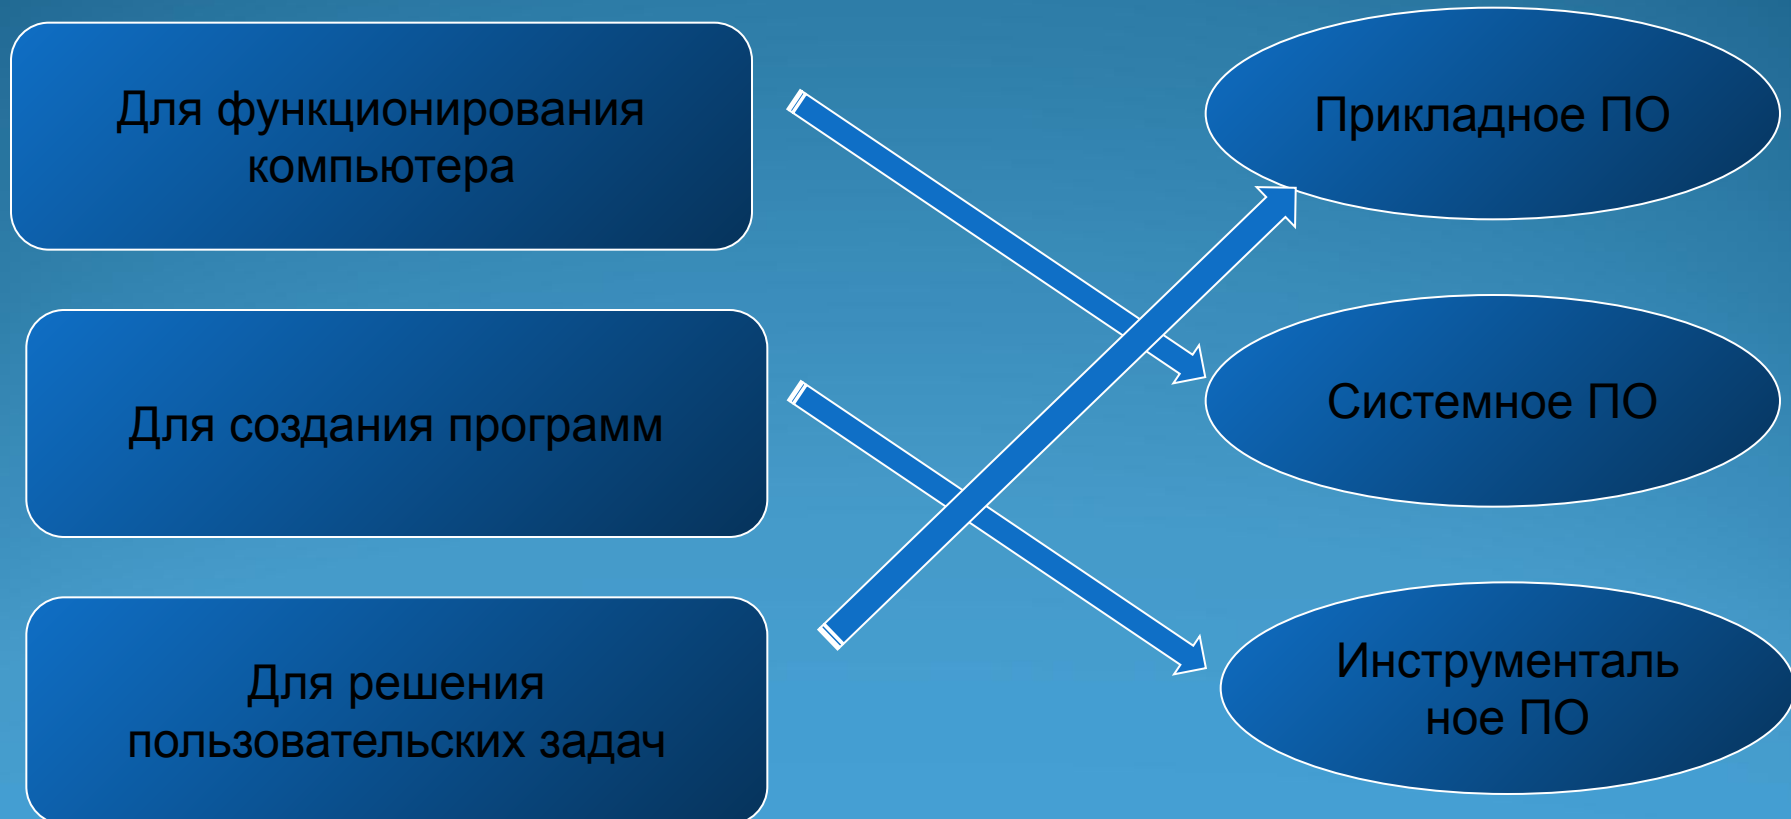 Для функционирования
компьютера
Прикладное ПО
Для создания программ
Системное ПО
Для решения
пользовательских задач
Инструменталь
ное ПО